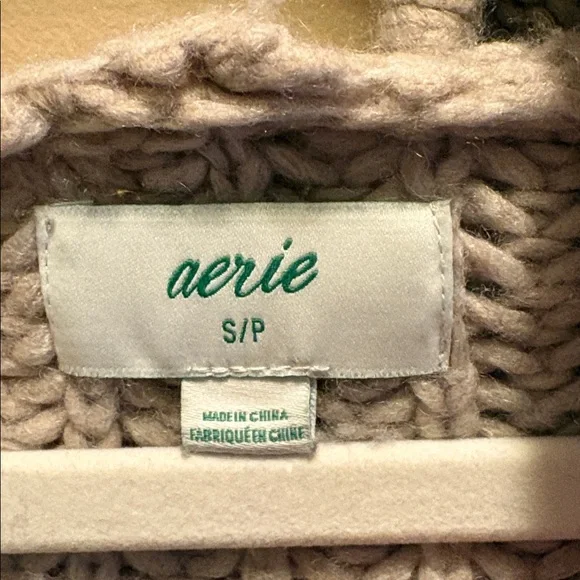 aerie
S/P
MADE IN CHINA
FABRIQUÉ EN CHINE